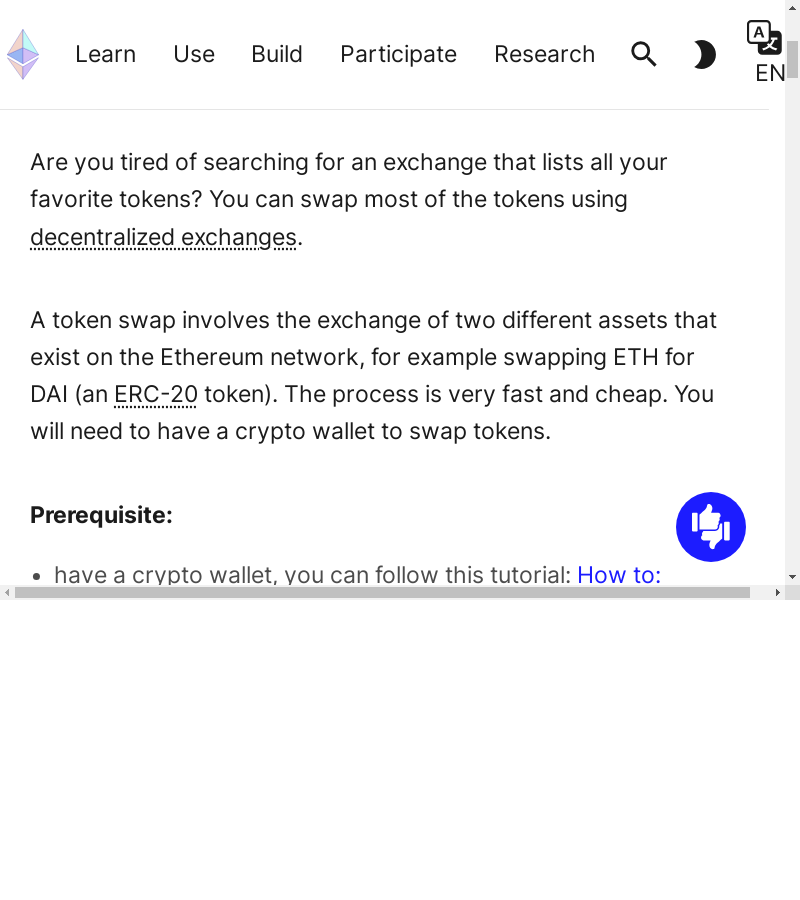 Learn Use Build Participate Research
A
EN
Are you tired of searching for an exchange that lists all your
favorite tokens? You can swap most of the tokens using
decentralized exchanges.
A token swap involves the exchange of two different assets that
exist on the Ethereum network, for example swapping ETH for
DAI (an ERC-20 token). The process is very fast and cheap. You
will need to have a crypto wallet to swap tokens.
Prerequisite:
• have a crypto wallet, you can follow this tutorial: How to: